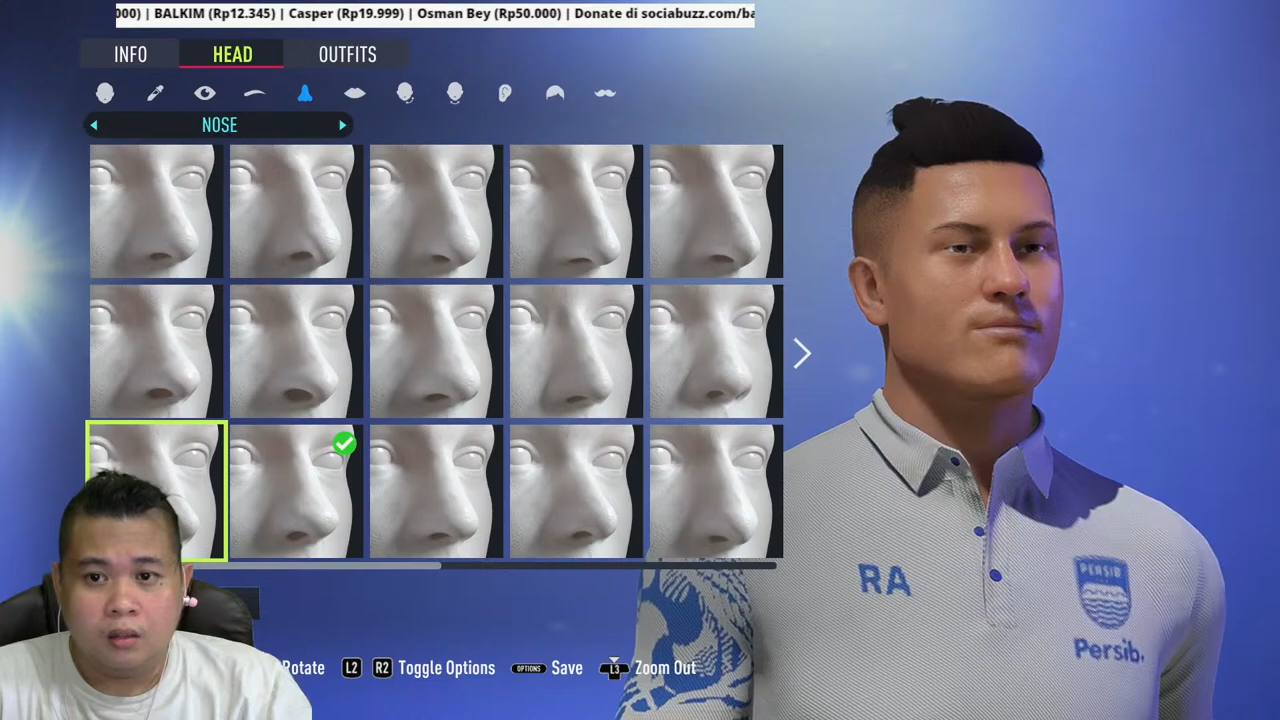 000) | BALKIM (Rp12.345) | Casper (Rp19.999) | Osman Bey (Rp50.000) | Donate di sociabuzz.com/ba
INFO
HEAD
OUTFITS
NOSE
RA
PERSIB
Persib.
Rotate
L2
R2
Toggle Options
OPTIONS
Save
L3
Zoom Out